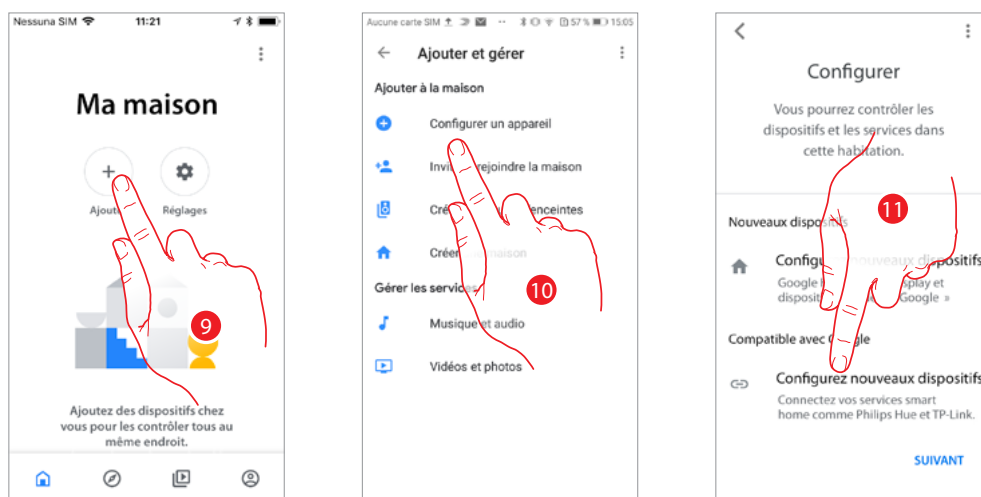 Nessuna SIM 11:21
Ma maison
Ajoute
Réglages
9
Ajoutez des dispositifs chez
vous pour les contrôler tous au
même endroit.
Aucune carte SIM 57 % 15:05
Ajouter et gérer
Ajouter à la maison
Configurer un appareil
rejoindre la maison
enceintes
maison
10
Gérer les services
Musique et audio
Vidéos et photos
Configurer
Vous pourrez contrôler les
dispositifs et les services dans
cette habitation.
11
Nouveaux dispositifs
nouveaux dispositifs
Google
et
Google »
Compatible avec
Configurez nouveaux dispositifs
Connectez vos services smart
home comme Philips Hue et TP-Link.
SUIVANT